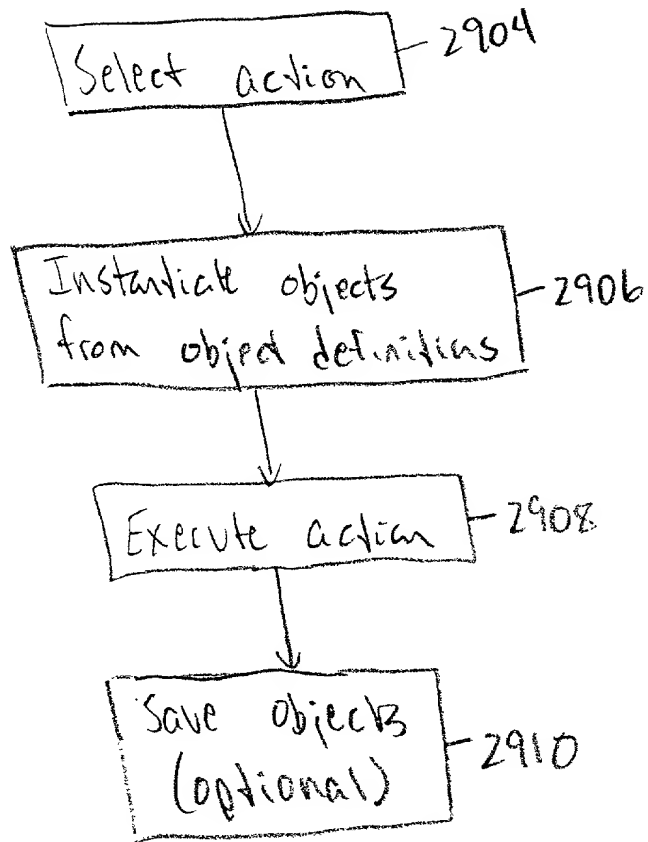 Select action
2904
Instantiate objects
from object definitions
2906
Execute action
2908
Save objects
(optional)
2910